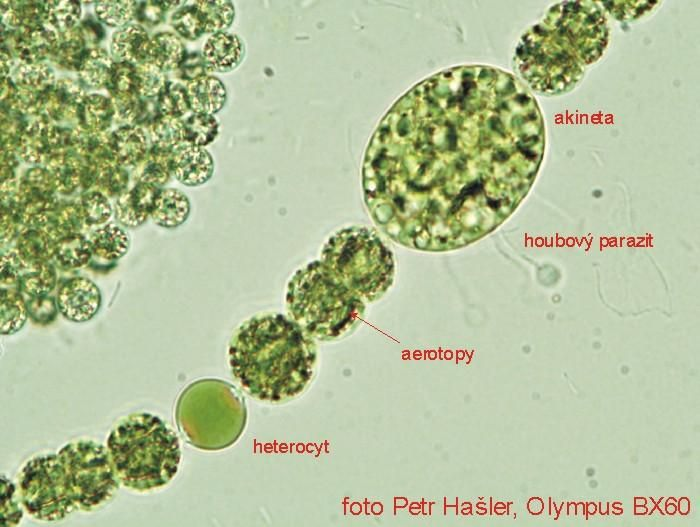 akineta
houbový parazit
aerotopy
heterocyt
foto Petr Hašler, Olympus BX60